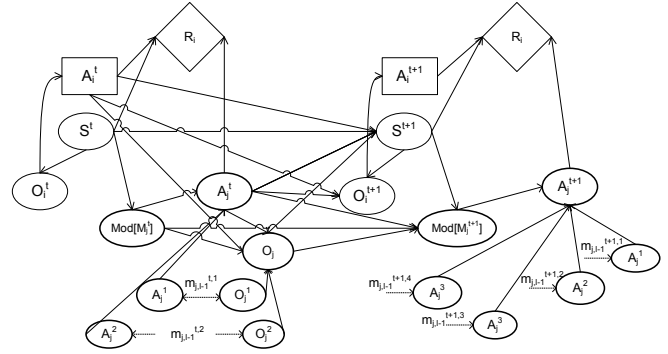 R_i R_i
A_i^t A_i^{t+1}
S^t S^{t+1}
O_i^t A_j^t O_i^{t+1} A_j^{t+1}
Mod[M_j^t] Mod[M_j^{t+1}]
O_j
m_{j,l-1}^{t+1,1} A_j^1
A_j^1 m_{j,l-1}^{t,1} O_j^1 m_{j,l-1}^{t+1,4} A_j^3 m_{j,l-1}^{t+1,2} A_j^2
A_j^2 m_{j,l-1}^{t,2} O_j^2 m_{j,l-1}^{t+1,3} A_j^3